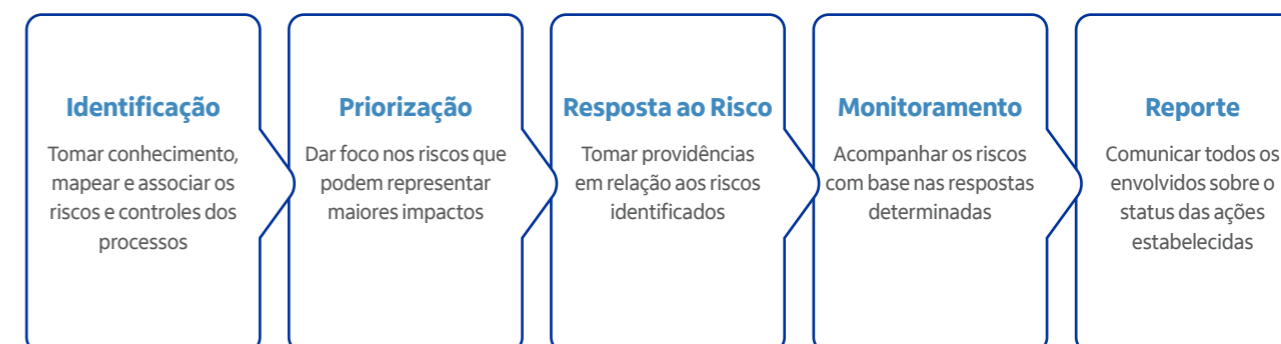 Identificação
Tomar conhecimento,
mapear e associar os
riscos e controles dos
processos
Priorização
Dar foco nos riscos que
podem representar
maiores impactos
Resposta ao Risco
Tomar providências
em relação aos riscos
identificados
Monitoramento
Acompanhar os riscos
com base nas respostas
determinadas
Reporte
Comunicar todos os
envolvidos sobre o
status das ações
estabelecidas